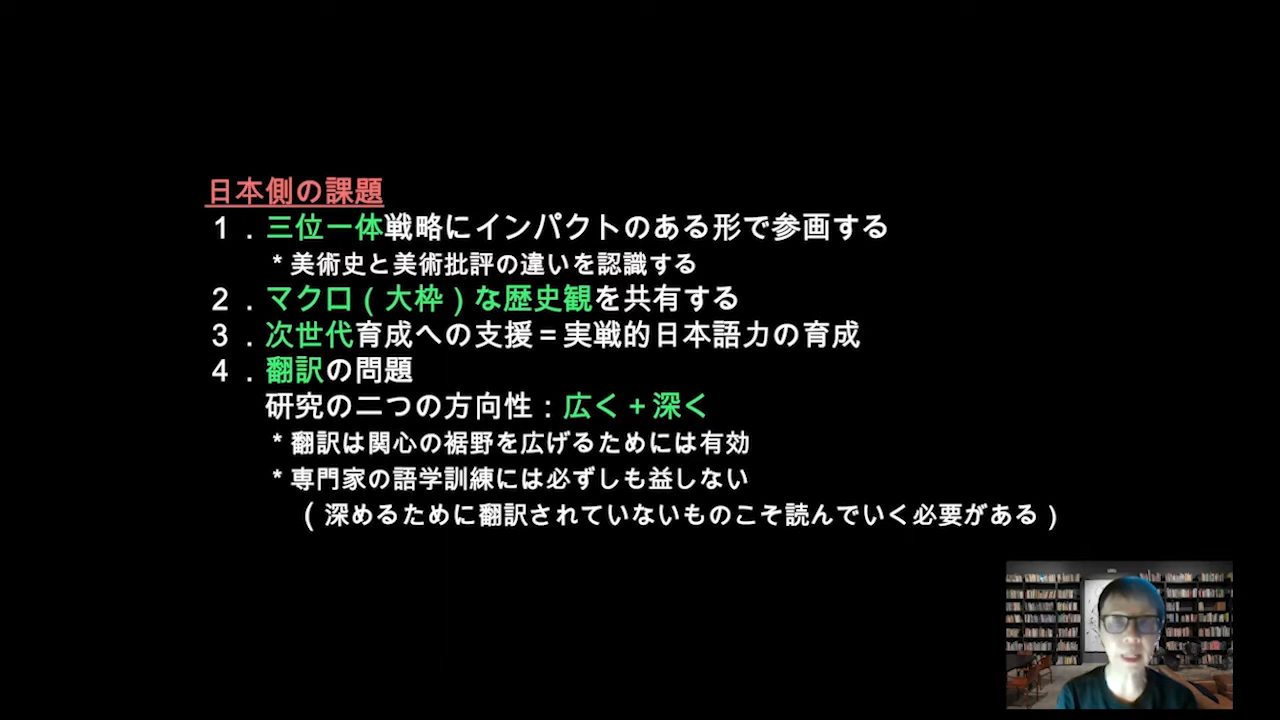 日本側の課題
１．三位一体戦略にインパクトのある形で参画する
＊美術史と美術批評の違いを認識する
２．マクロ（大枠）な歴史観を共有する
３．次世代育成への支援＝実戦的日本語力の育成
４．翻訳の問題
研究の二つの方向性：広く＋深く
＊翻訳は関心の裾野を広げるためには有効
＊専門家の語学訓練には必ずしも益しない
（深めるために翻訳されていないものこそ読んでいく必要がある）